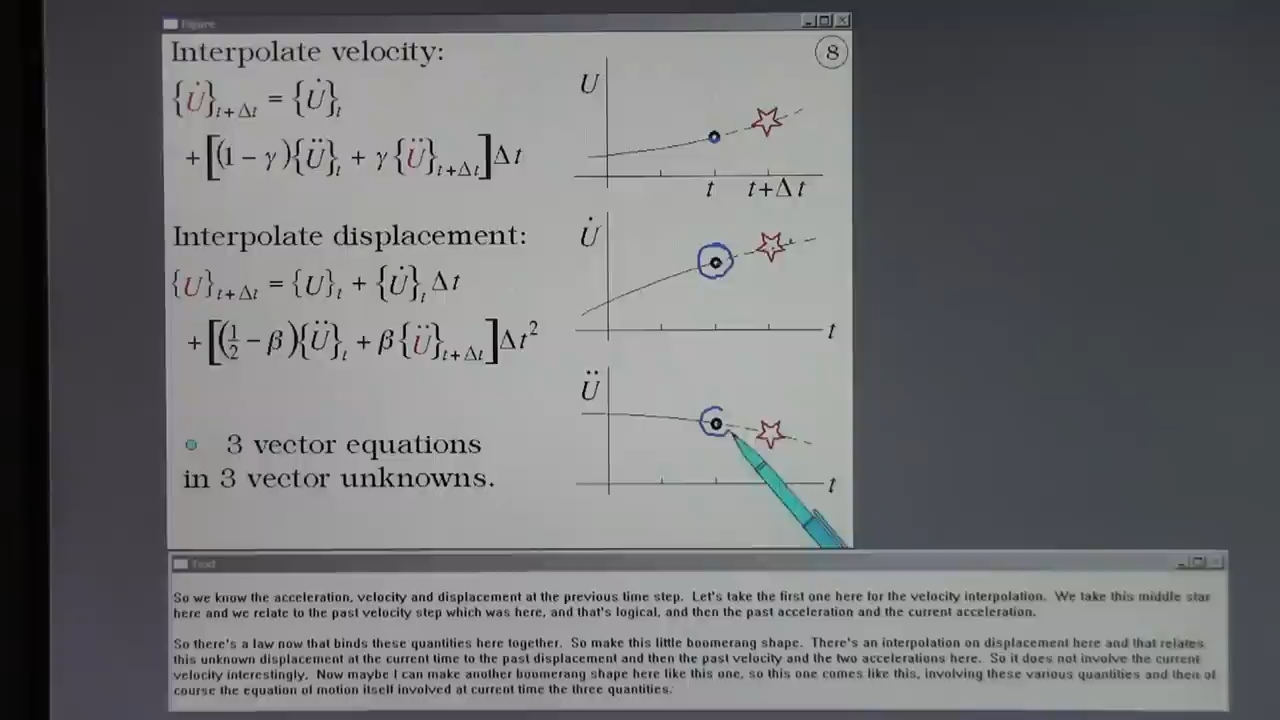 Figure
Interpolate velocity:
8
{U̇}ₜ₊Δₜ = {U̇}ₜ
+[(1 − γ){Ü}ₜ + γ{Ü}ₜ₊Δₜ]Δt
U
t t+Δt
Interpolate displacement:
U̇
{U}ₜ₊Δₜ = {U}ₜ + {U̇}ₜ Δt
+[(½ − β){Ü}ₜ + β{Ü}ₜ₊Δₜ]Δt²
t
Ü
3 vector equations
in 3 vector unknowns.
t
Text
So we know the acceleration, velocity and displacement at the previous time step. Let's take the first one here for the velocity interpolation. We take this middle star
here and we relate to the past velocity step which was here, and that's logical, and then the past acceleration and the current acceleration.
So there's a law now that binds these quantities here together. So make this little boomerang shape. There's an interpolation on displacement here and that relates
this unknown displacement at the current time to the past displacement and then the past velocity and the two accelerations here. So it does not involve the current
velocity interestingly. Now maybe I can make another boomerang shape here like this one, so this one comes like this, involving these various quantities and then of
course the equation of motion itself involved at current time the three quantities.